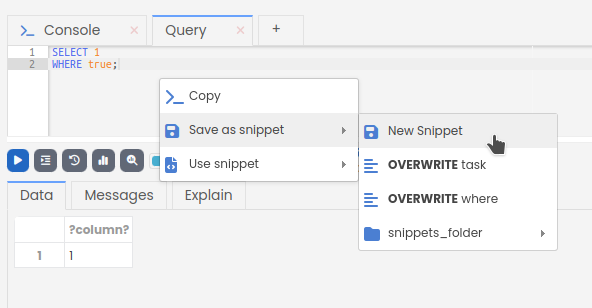 Console × Query × +
1 SELECT 1
2 WHERE true;
Copy
Save as snippet
Use snippet
New Snippet
OVERWRITE task
OVERWRITE where
snippets_folder
Data Messages Explain
?column?
1 1